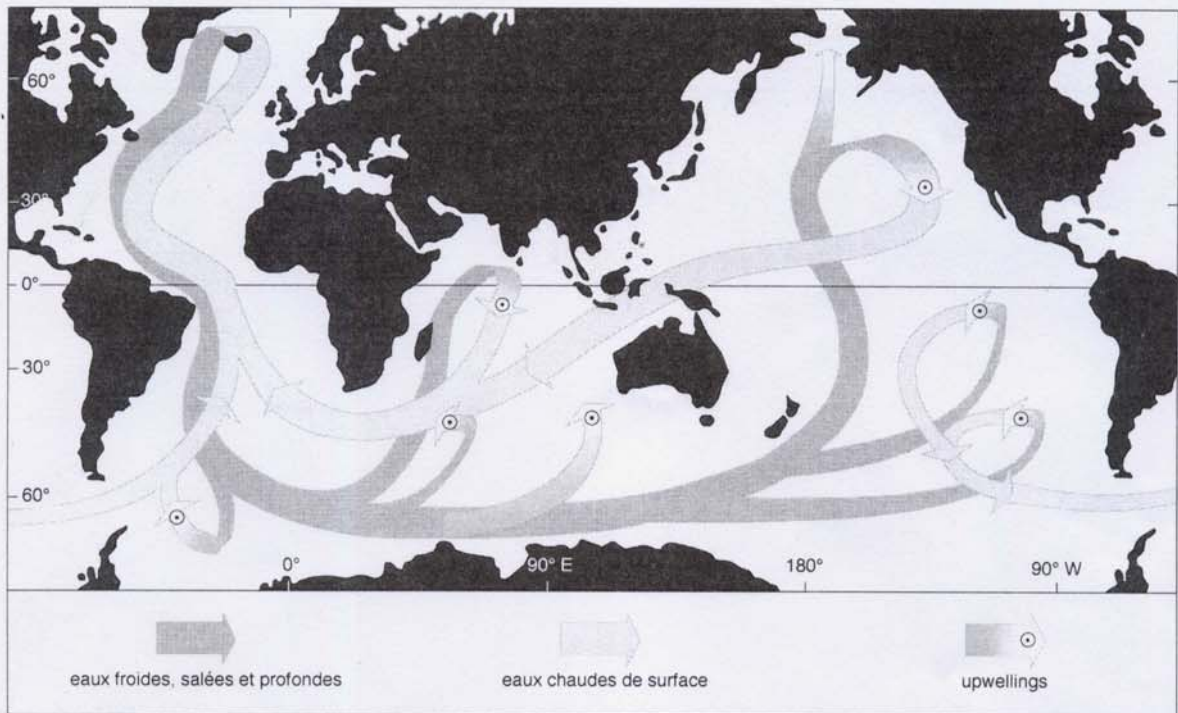 60°
30°
0°
30°
60°
0°
90° E
180°
90° W
eaux froides, salées et profondes
eaux chaudes de surface
upwellings